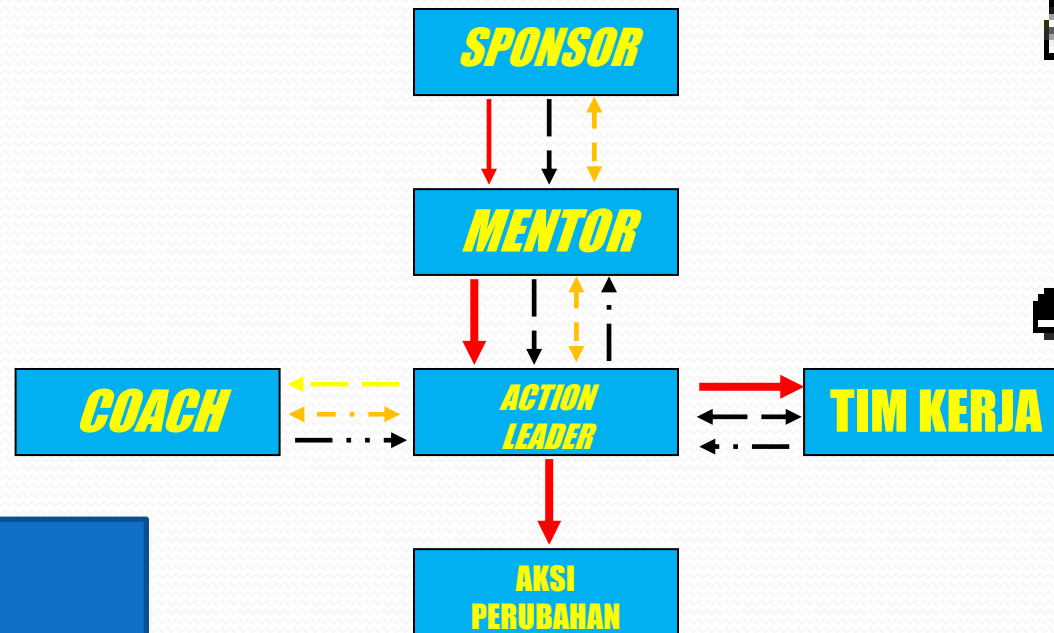 SPONSOR
MENTOR
COACH
ACTION
LEADER
TIM KERJA
AKSI
PERUBAHAN